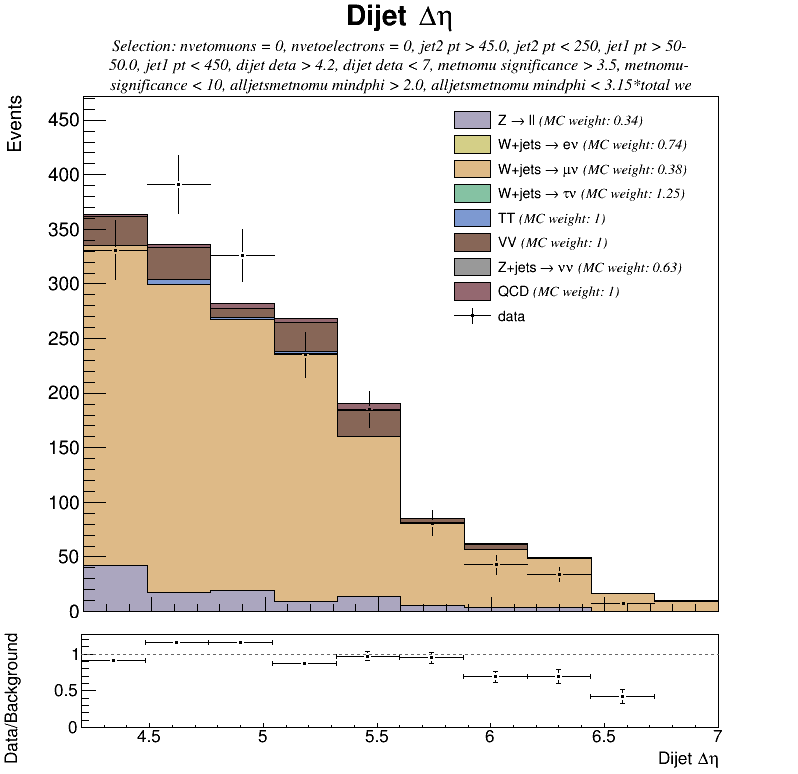 Dijet Δη
Selection: nvetomuons = 0, nvetoelectrons = 0, jet2 pt > 45.0, jet2 pt < 250, jet1 pt > 50-
50.0, jet1 pt < 450, dijet deta > 4.2, dijet deta < 7, metnomu significance > 3.5, metnomu-
significance < 10, alljetsmetnomu mindphi > 2.0, alljetsmetnomu mindphi < 3.15*total we
Events
450
400
350
300
250
200
150
100
50
0
Z → ll (MC weight: 0.34)
W+jets → eν (MC weight: 0.74)
W+jets → μν (MC weight: 0.38)
W+jets → τν (MC weight: 1.25)
TT (MC weight: 1)
VV (MC weight: 1)
Z+jets → νν (MC weight: 0.63)
QCD (MC weight: 1)
data
Data/Background
1
0.5
0
4.5 5 5.5 6 6.5 7
Dijet Δη